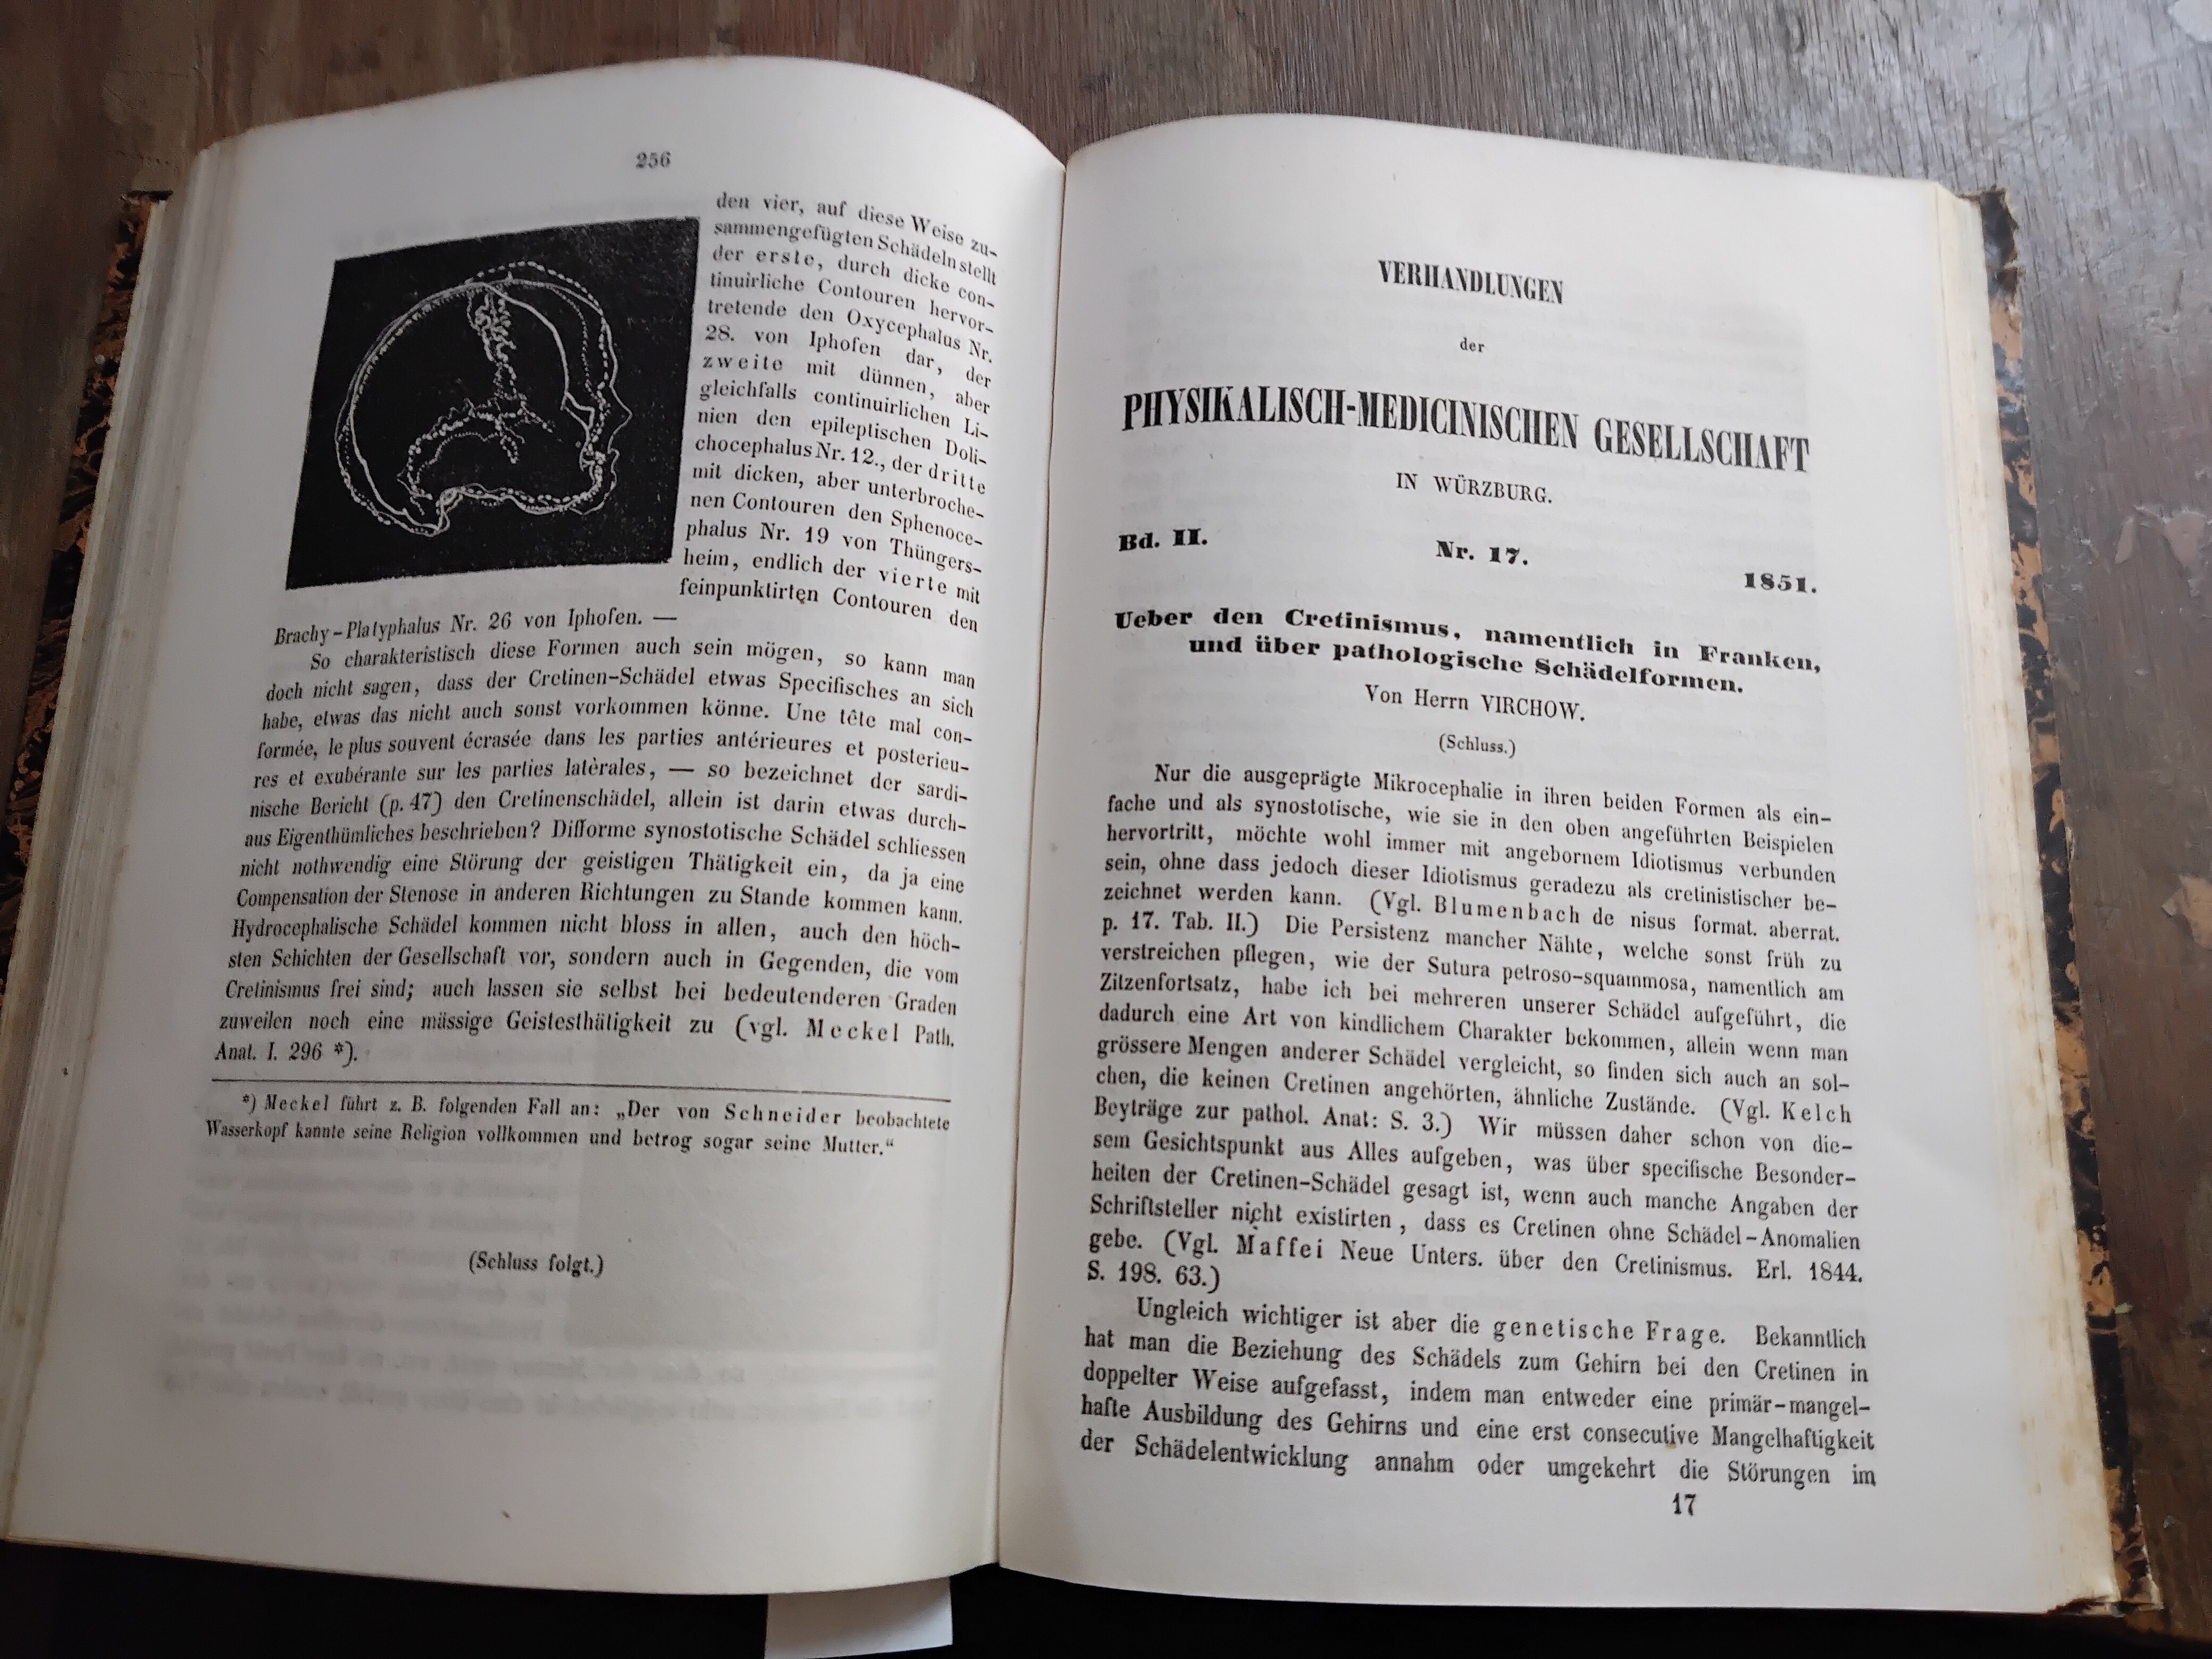 256
den vier, auf diese Weise zu-
sammengefügten Schädeln stellt
der erste, durch dicke con-
tinuirliche Contouren hervor-
tretende den Oxycephalus Nr.
28. von Iphofen dar, der
zweite mit dünnen, aber
gleichfalls continuirlichen Li-
nien den epileptischen Doli-
chocephalus Nr. 12., der dritte
mit dicken, aber unterbroche-
nen Contouren den Sphenoce-
phalus Nr. 19 von Thüngers-
heim, endlich der vierte mit
feinpunktirten Contouren den
Brachy-Platyphalus Nr. 26 von Iphofen. —
So charakteristisch diese Formen auch sein mögen, so kann man
doch nicht sagen, dass der Cretinen-Schädel etwas Specifisches an sich
habe, etwas das nicht auch sonst vorkommen könne. Une tête mal con-
formée, le plus souvent écrasée dans les parties antérieures et posterieu-
res et exubérante sur les parties latèrales, — so bezeichnet der sardi-
nische Bericht (p. 47) den Cretinenschädel, allein ist darin etwas durch-
aus Eigenthümliches beschrieben? Difforme synostotische Schädel schliessen
nicht nothwendig eine Störung der geistigen Thätigkeit ein, da ja eine
Compensation der Stenose in anderen Richtungen zu Stande kommen kann.
Hydrocephalische Schädel kommen nicht bloss in allen, auch den höch-
sten Schichten der Gesellschaft vor, sondern auch in Gegenden, die vom
Cretinismus frei sind; auch lassen sie selbst bei bedeutenderen Graden
zuweilen noch eine mässige Geistesthätigkeit zu (vgl. Meckel Path.
Anat. I. 296 *).
*) Meckel führt z. B. folgenden Fall an: „Der von Schneider beobachtete
Wasserkopf kannte seine Religion vollkommen und betrog sogar seine Mutter.“
(Schluss folgt.)
VERHANDLUNGEN
der
PHYSIKALISCH-MEDICINISCHEN GESELLSCHAFT
IN WÜRZBURG.
Bd. II. Nr. 17. 1851.
Ueber den Cretinismus, namentlich in Franken,
und über pathologische Schädelformen.
Von Herrn VIRCHOW.
(Schluss.)
Nur die ausgeprägte Mikrocephalie in ihren beiden Formen als ein-
fache und als synostotische, wie sie in den oben angeführten Beispielen
hervortritt, möchte wohl immer mit angebornem Idiotismus verbunden
sein, ohne dass jedoch dieser Idiotismus geradezu als cretinistischer be-
zeichnet werden kann. (Vgl. Blumenbach de nisus format. aberrat.
p. 17. Tab. II.) Die Persistenz mancher Nähte, welche sonst früh zu
verstreichen pflegen, wie der Sutura petroso-squammosa, namentlich am
Zitzenfortsatz, habe ich bei mehreren unserer Schädel aufgeführt, die
dadurch eine Art von kindlichem Charakter bekommen, allein wenn man
grössere Mengen anderer Schädel vergleicht, so finden sich auch an sol-
chen, die keinen Cretinen angehörten, ähnliche Zustände. (Vgl. Kelch
Beyträge zur pathol. Anat: S. 3.) Wir müssen daher schon von die-
sem Gesichtspunkt aus Alles aufgeben, was über specifische Besonder-
heiten der Cretinen-Schädel gesagt ist, wenn auch manche Angaben der
Schriftsteller nicht existirten, dass es Cretinen ohne Schädel-Anomalien
gebe. (Vgl. Maffei Neue Unters. über den Cretinismus. Erl. 1844.
S. 198. 63.)
Ungleich wichtiger ist aber die genetische Frage. Bekanntlich
hat man die Beziehung des Schädels zum Gehirn bei den Cretinen in
doppelter Weise aufgefasst, indem man entweder eine primär-mangel-
hafte Ausbildung des Gehirns und eine erst consecutive Mangelhaftigkeit
der Schädelentwicklung annahm oder umgekehrt die Störungen im
17